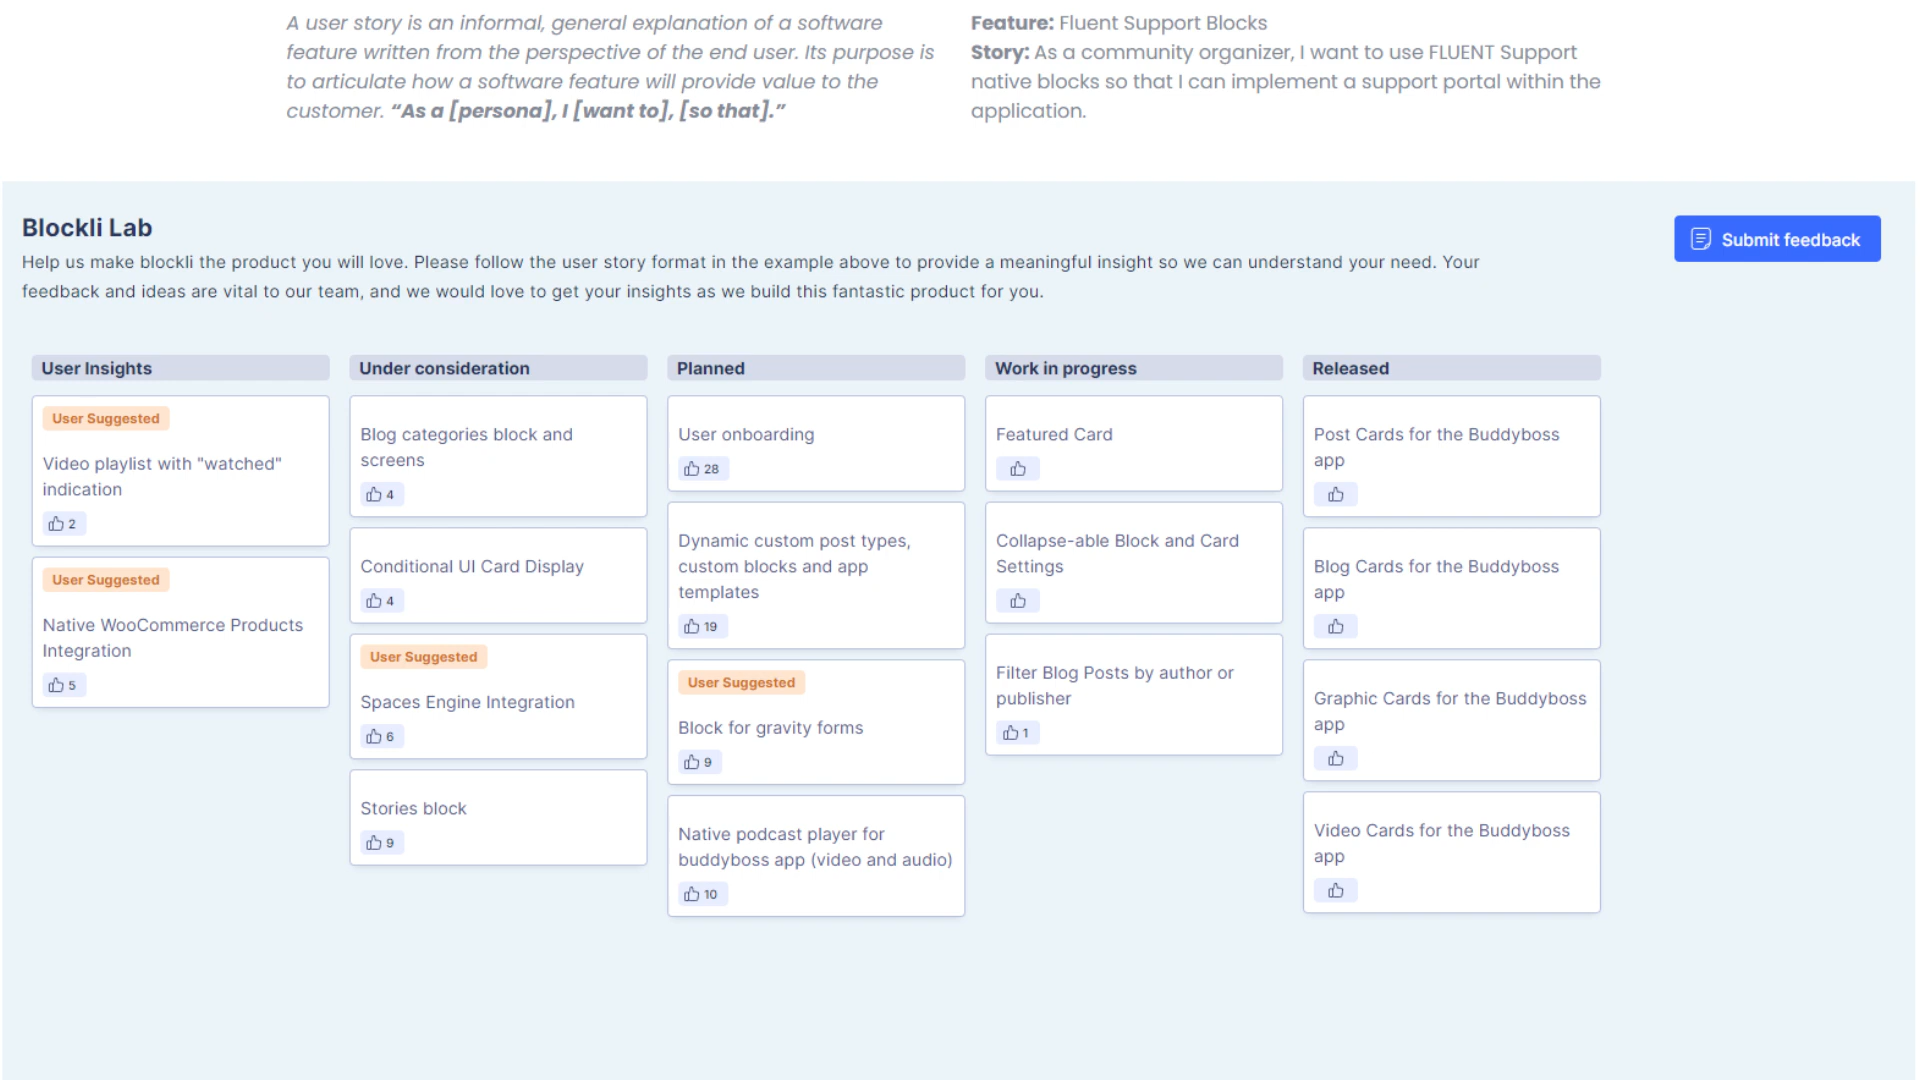 A user story is an informal, general explanation of a software
feature written from the perspective of the end user. Its purpose is
to articulate how a software feature will provide value to the
customer. “As a [persona], I [want to], [so that].”
Feature: Fluent Support Blocks
Story: As a community organizer, I want to use FLUENT Support
native blocks so that I can implement a support portal within the
application.
Blockli Lab
Help us make blockli the product you will love. Please follow the user story format in the example above to provide a meaningful insight so we can understand your need. Your
feedback and ideas are vital to our team, and we would love to get your insights as we build this fantastic product for you.
Submit feedback
User Insights
User Suggested
Video playlist with "watched"
indication
2
User Suggested
Native WooCommerce Products
Integration
5
Under consideration
Blog categories block and
screens
4
Conditional UI Card Display
4
User Suggested
Spaces Engine Integration
6
Stories block
9
Planned
User onboarding
28
Dynamic custom post types,
custom blocks and app
templates
19
User Suggested
Block for gravity forms
9
Native podcast player for
buddyboss app (video and audio)
10
Work in progress
Featured Card
Collapse-able Block and Card
Settings
Filter Blog Posts by author or
publisher
1
Released
Post Cards for the Buddyboss
app
Blog Cards for the Buddyboss
app
Graphic Cards for the Buddyboss
app
Video Cards for the Buddyboss
app